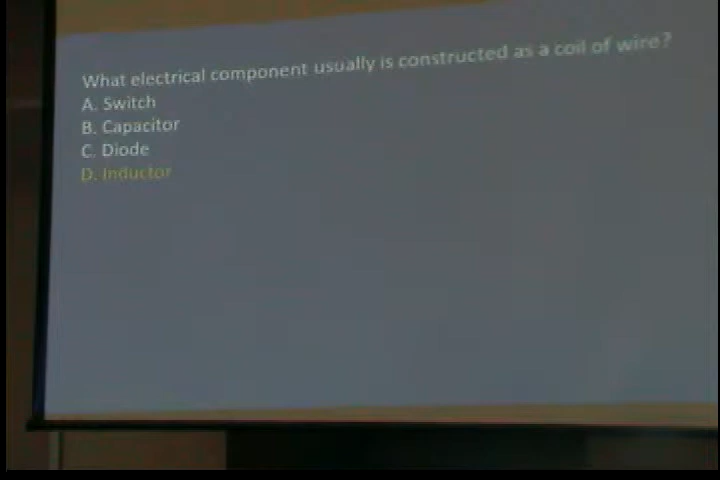 What electrical component usually is constructed as a coil of wire?
A. Switch
B. Capacitor
C. Diode
D. Inductor